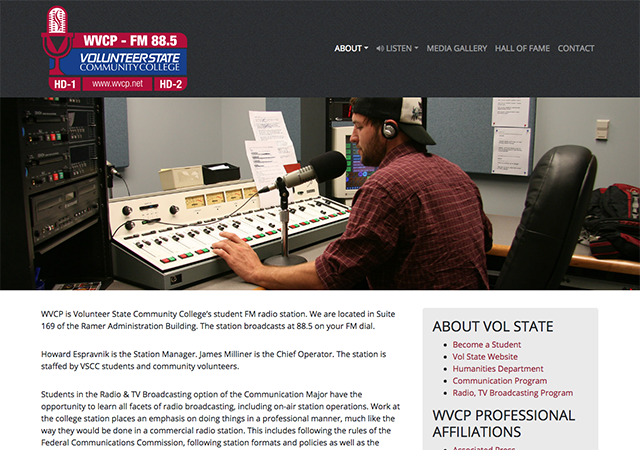 WVCP - FM 88.5
VOLUNTEER STATE
COMMUNITY COLLEGE
HD-1 www.wvcp.net HD-2
ABOUT LISTEN MEDIA GALLERY HALL OF FAME CONTACT
WVCP is Volunteer State Community College's student FM radio station. We are located in Suite
169 of the Ramer Administration Building. The station broadcasts at 88.5 on your FM dial.
Howard Espravnik is the Station Manager. James Milliner is the Chief Operator. The station is
staffed by VSCC students and community volunteers.
Students in the Radio & TV Broadcasting option of the Communication Major have the
opportunity to learn all facets of radio broadcasting, including on-air station operations. Work at
the college station places an emphasis on doing things in a professional manner, much like the
way they would be done in a commercial radio station. This includes following the rules of the
Federal Communications Commission, following station formats and policies as well as the
ABOUT VOL STATE
Become a Student
Vol State Website
Humanities Department
Communication Program
Radio, TV Broadcasting Program
WVCP PROFESSIONAL
AFFILIATIONS
Associated Press